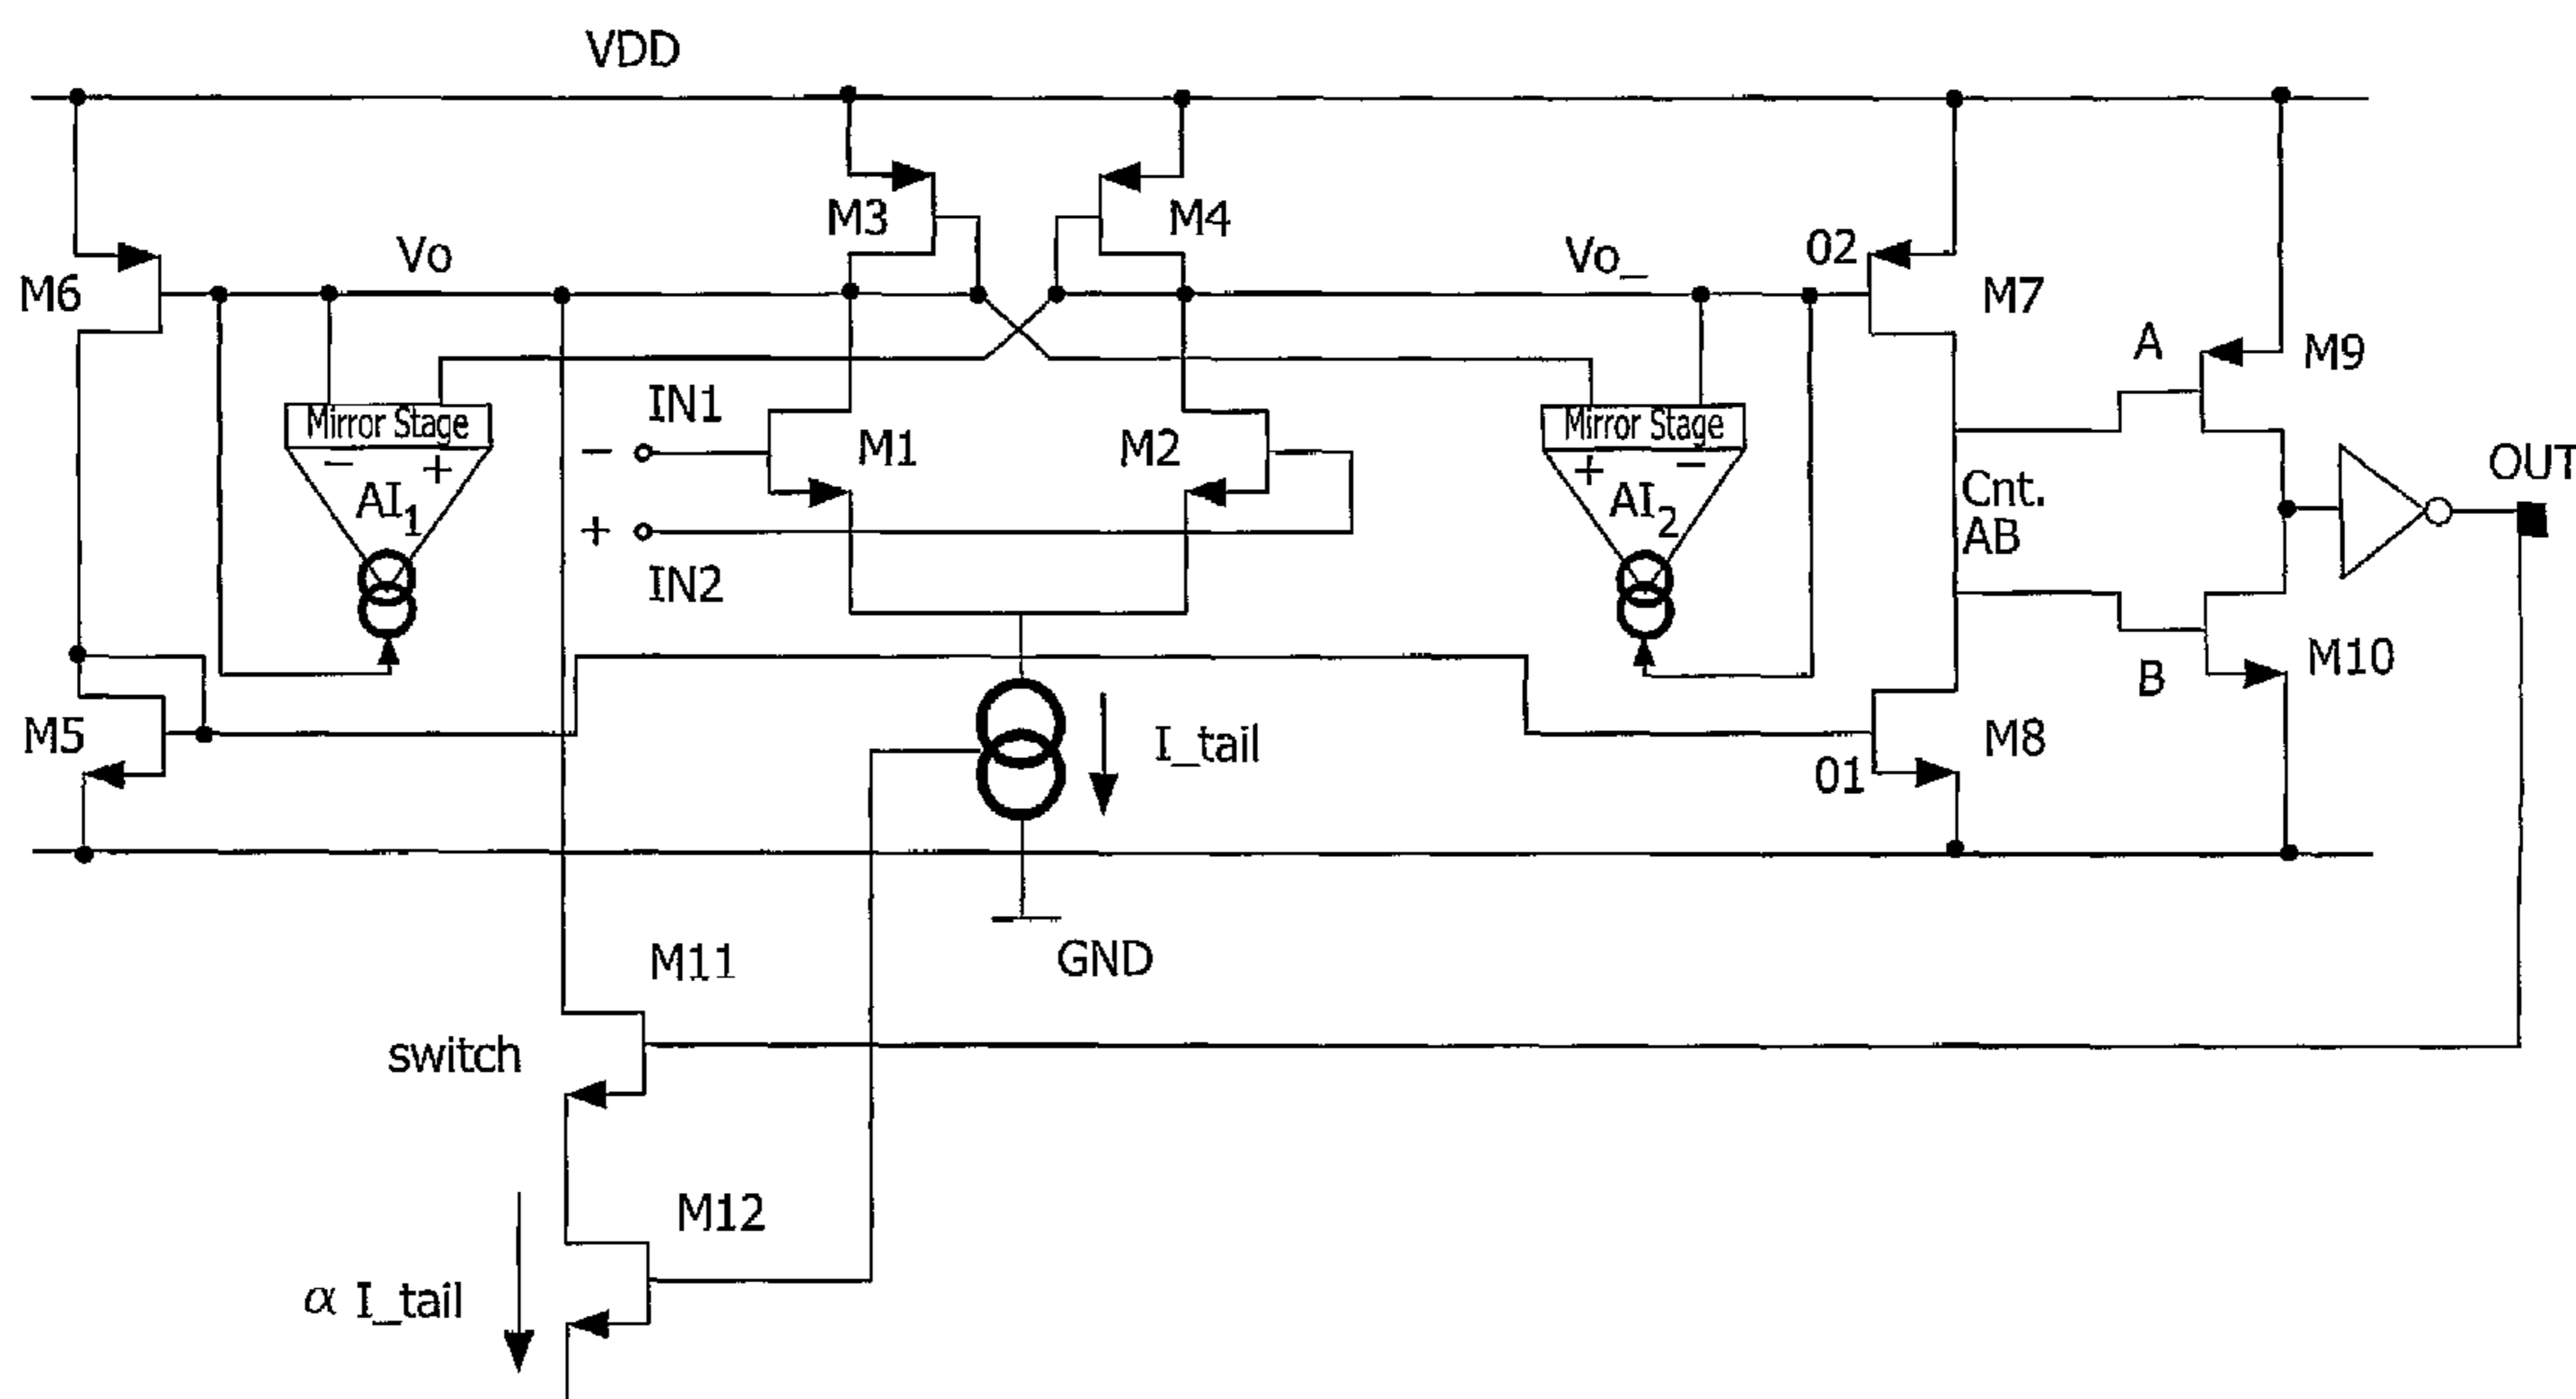 VDD
M3
M4
M6
Vo
Vo_
02
M7
A
M9
Mirror Stage
- +
AI1
IN1
-
+
IN2
M1
M2
Mirror Stage
+ -
AI2
Cnt.
AB
OUT
M5
I_tail
01
M8
B
M10
GND
M11
switch
M12
α I_tail